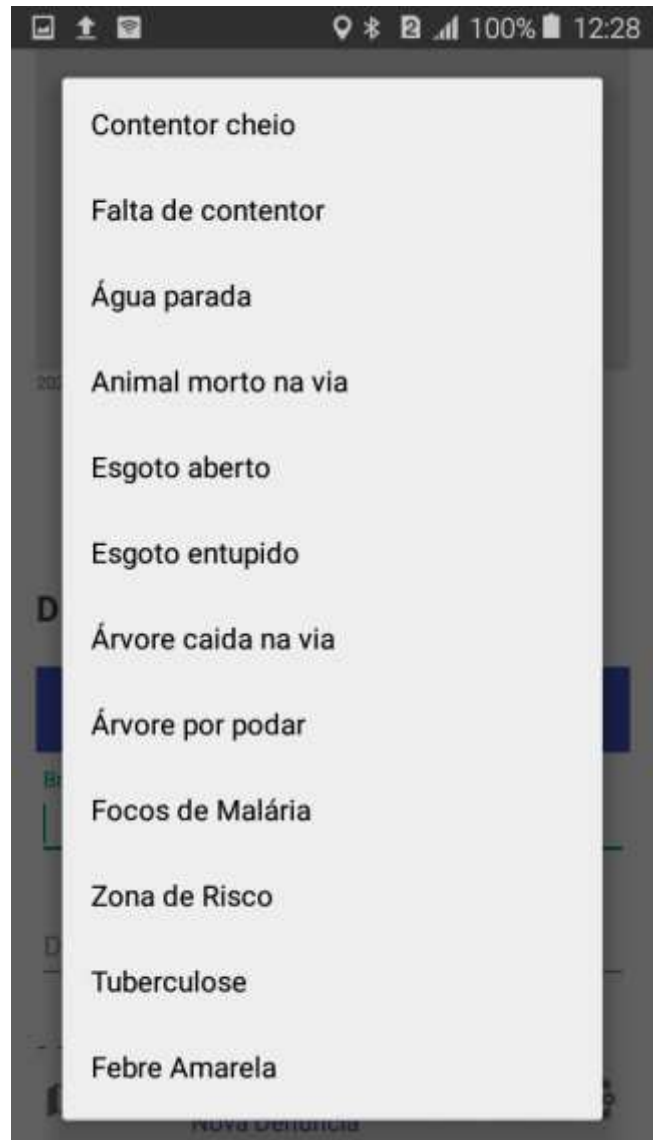 100% 12:28
Contentor cheio
Falta de contentor
Água parada
Animal morto na via
Esgoto aberto
Esgoto entupido
Árvore caida na via
Árvore por podar
Focos de Malária
Zona de Risco
Tuberculose
Febre Amarela
Nova Denúncia